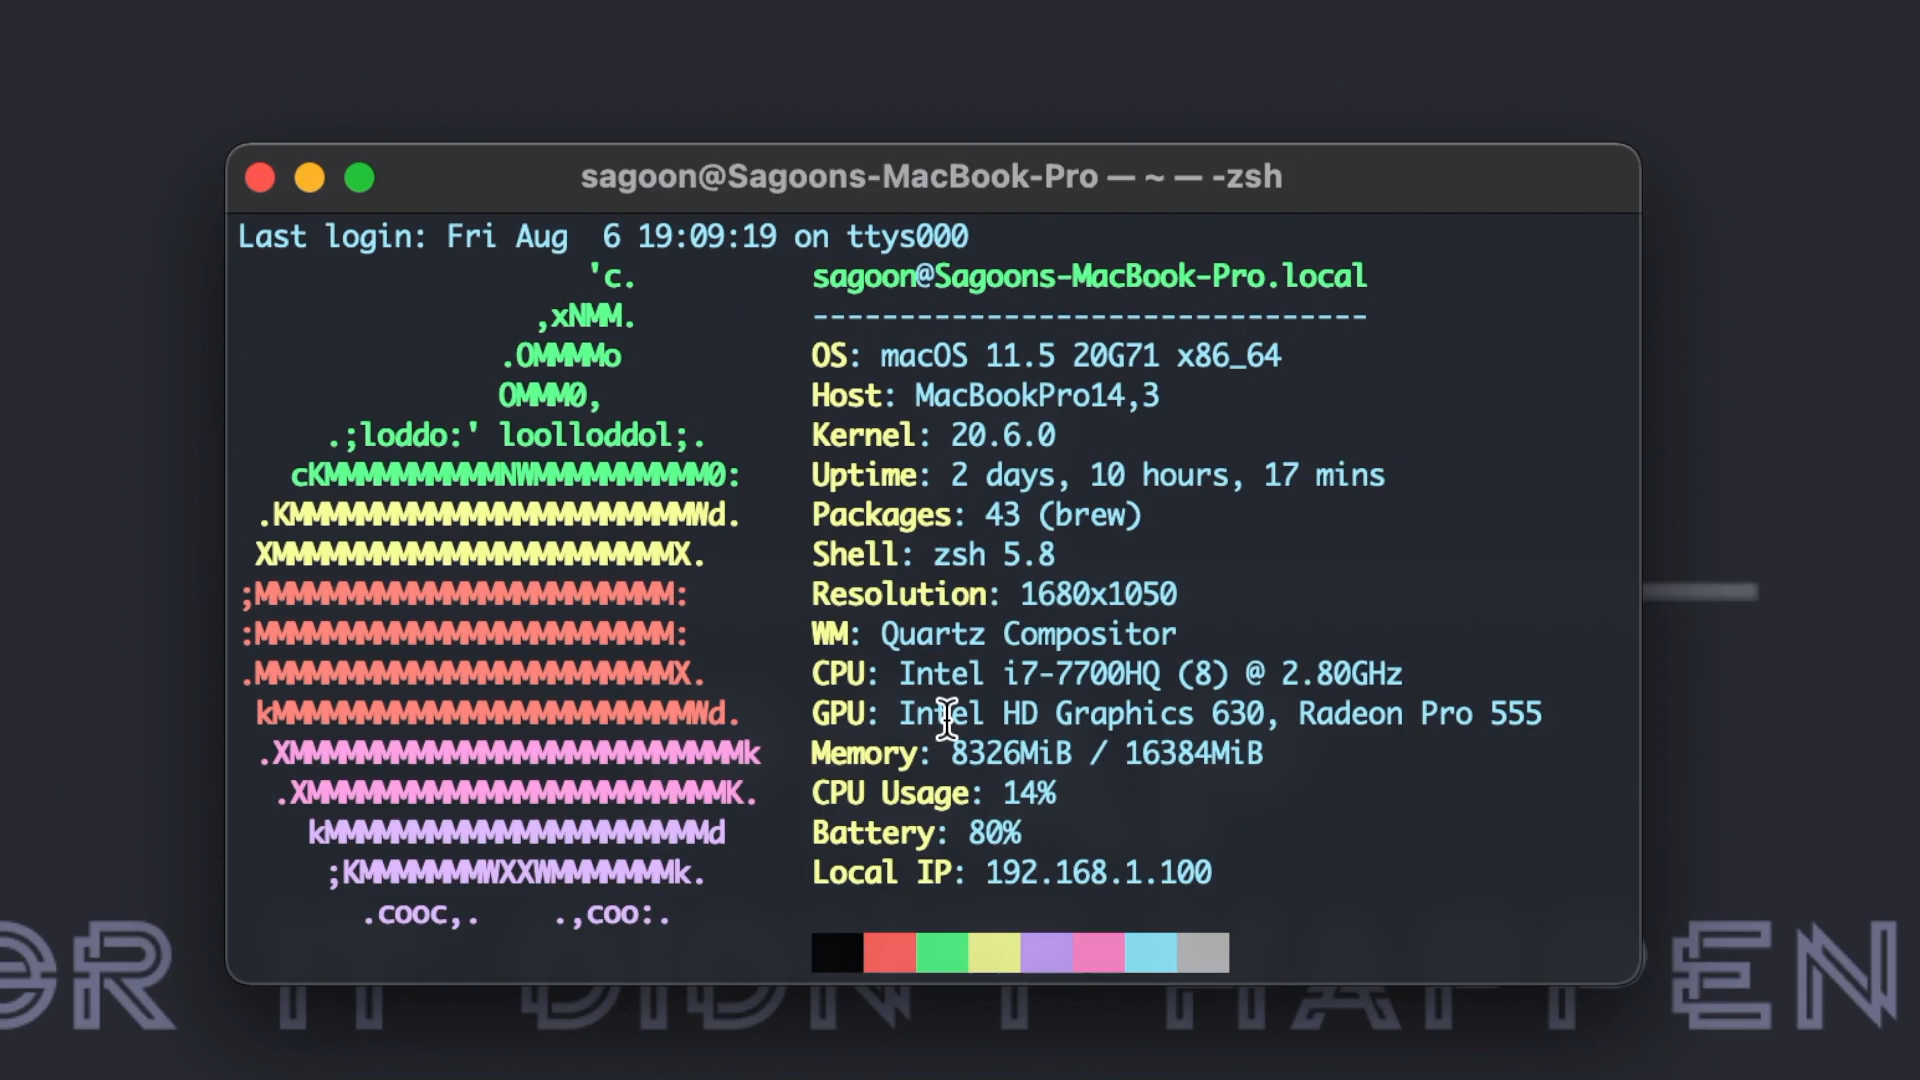 sagoon@Sagoons-MacBook-Pro — ~ — -zsh
Last login: Fri Aug  6 19:09:19 on ttys000
'c.
,xNMM.
.OMMMMo
OMMM0,
.;loddo:' loolloddol;.
cKMMMMMMMMMMNWMMMMMMMMMM0:
.KMMMMMMMMMMMMMMMMMMMMMMMWd.
XMMMMMMMMMMMMMMMMMMMMMMMX.
;MMMMMMMMMMMMMMMMMMMMMMMM:
:MMMMMMMMMMMMMMMMMMMMMMMM:
.MMMMMMMMMMMMMMMMMMMMMMMMX.
kMMMMMMMMMMMMMMMMMMMMMMMMWd.
.XMMMMMMMMMMMMMMMMMMMMMMMMMMk
.XMMMMMMMMMMMMMMMMMMMMMMMMK.
kMMMMMMMMMMMMMMMMMMMMMMd
;KMMMMMMMWXXWMMMMMMMk.
.cooc,.    .,coo:.
sagoon@Sagoons-MacBook-Pro.local
--------------------------------
OS: macOS 11.5 20G71 x86_64
Host: MacBookPro14,3
Kernel: 20.6.0
Uptime: 2 days, 10 hours, 17 mins
Packages: 43 (brew)
Shell: zsh 5.8
Resolution: 1680x1050
WM: Quartz Compositor
CPU: Intel i7-7700HQ (8) @ 2.80GHz
GPU: Intel HD Graphics 630, Radeon Pro 555
Memory: 8326MiB / 16384MiB
CPU Usage: 14%
Battery: 80%
Local IP: 192.168.1.100
OR IT DIDN'T HAPPEN